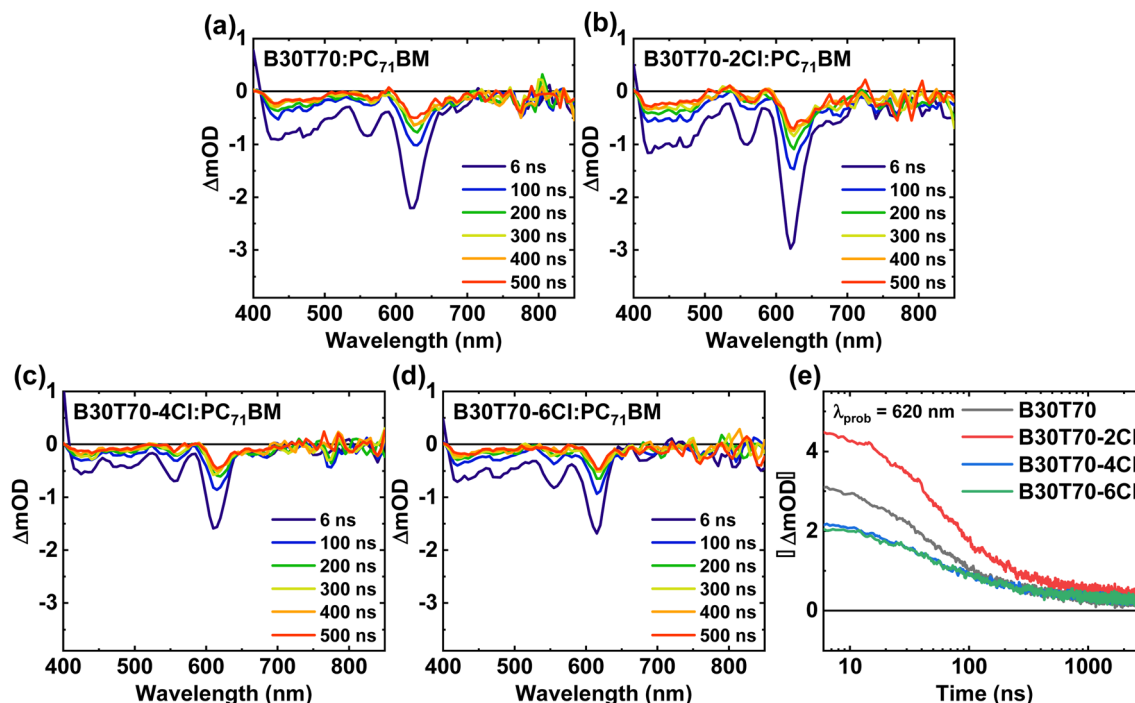 (a)
B30T70:PC₇₁BM
1
0
-1
-2
-3
ΔmOD
6 ns
100 ns
200 ns
300 ns
400 ns
500 ns
400 500 600 700 800
Wavelength (nm)
(b)
B30T70-2Cl:PC₇₁BM
1
0
-1
-2
-3
ΔmOD
6 ns
100 ns
200 ns
300 ns
400 ns
500 ns
400 500 600 700 800
Wavelength (nm)
(c)
B30T70-4Cl:PC₇₁BM
1
0
-1
-2
-3
ΔmOD
6 ns
100 ns
200 ns
300 ns
400 ns
500 ns
400 500 600 700 800
Wavelength (nm)
(d)
B30T70-6Cl:PC₇₁BM
1
0
-1
-2
-3
ΔmOD
6 ns
100 ns
200 ns
300 ns
400 ns
500 ns
400 500 600 700 800
Wavelength (nm)
(e)
λprob = 620 nm
B30T70
B30T70-2Cl
B30T70-4Cl
B30T70-6Cl
4
2
0
▯ΔmOD▯
10 100 1000
Time (ns)